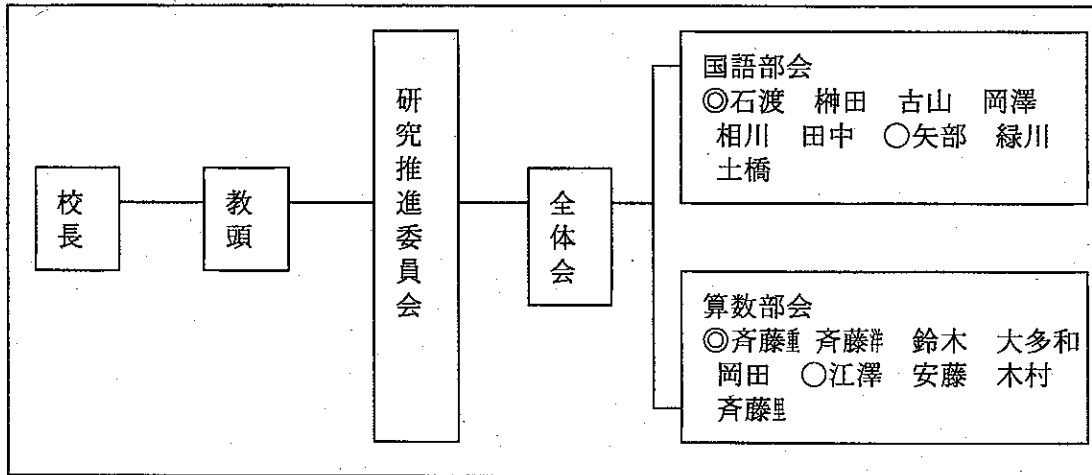 校長
教頭
研究推進委員会
全体会
国語部会
◎石渡 榊田 古山 岡澤
相川 田中 ○矢部 緑川
土橋
算数部会
◎斉藤重 斉藤洋 鈴木 大多和
岡田 ○江澤 安藤 木村
斉藤里